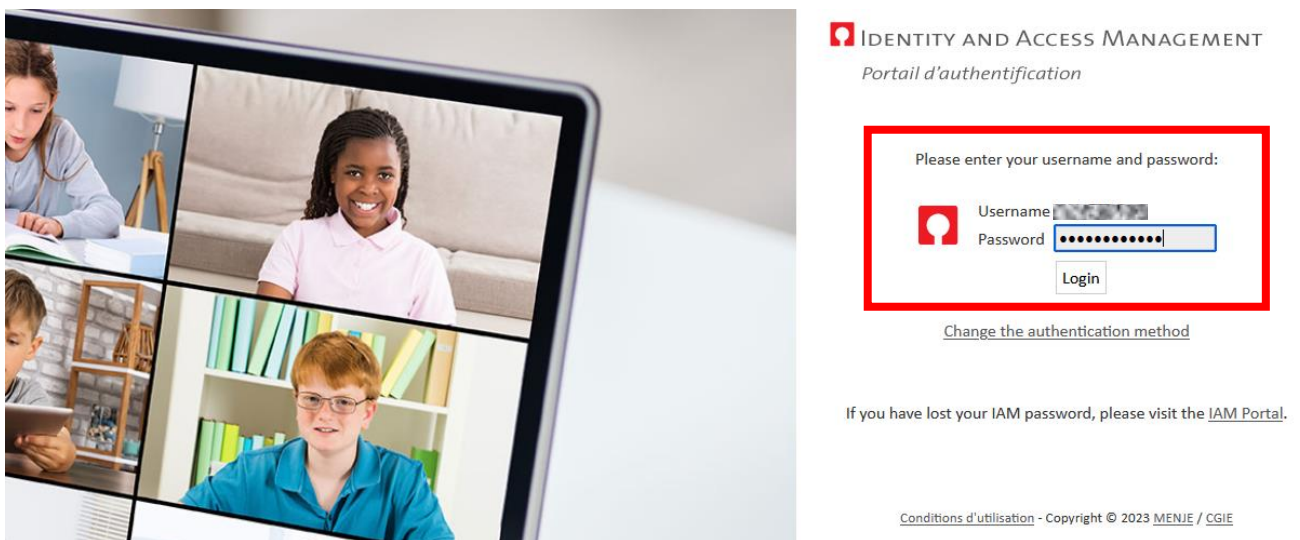 IDENTITY AND ACCESS MANAGEMENT
Portail d'authentification
Please enter your username and password:
Username
Password ••••••••••••
Login
Change the authentication method
If you have lost your IAM password, please visit the IAM Portal.
Conditions d'utilisation - Copyright © 2023 MENJE / CGIE